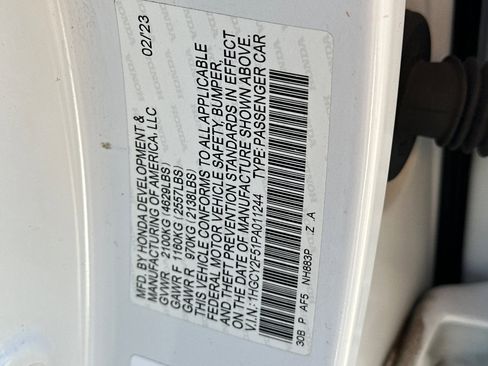 MFD. BY HONDA DEVELOPMENT & 02/'23
MANUFACTURING OF AMERICA, LLC
GVWR 2100KG (4629LBS)
GAWR F 1160KG (2557LBS)
GAWR R 970KG (2138LBS)
THIS VEHICLE CONFORMS TO ALL APPLICABLE
FEDERAL MOTOR VEHICLE SAFETY, BUMPER,
AND THEFT PREVENTION STANDARDS IN EFFECT
ON THE DATE OF MANUFACTURE SHOWN ABOVE.
V.I.N.:1HGCY2F51PA011244 TYPE:PASSENGER CAR
30B P AF5 NH883P Z A